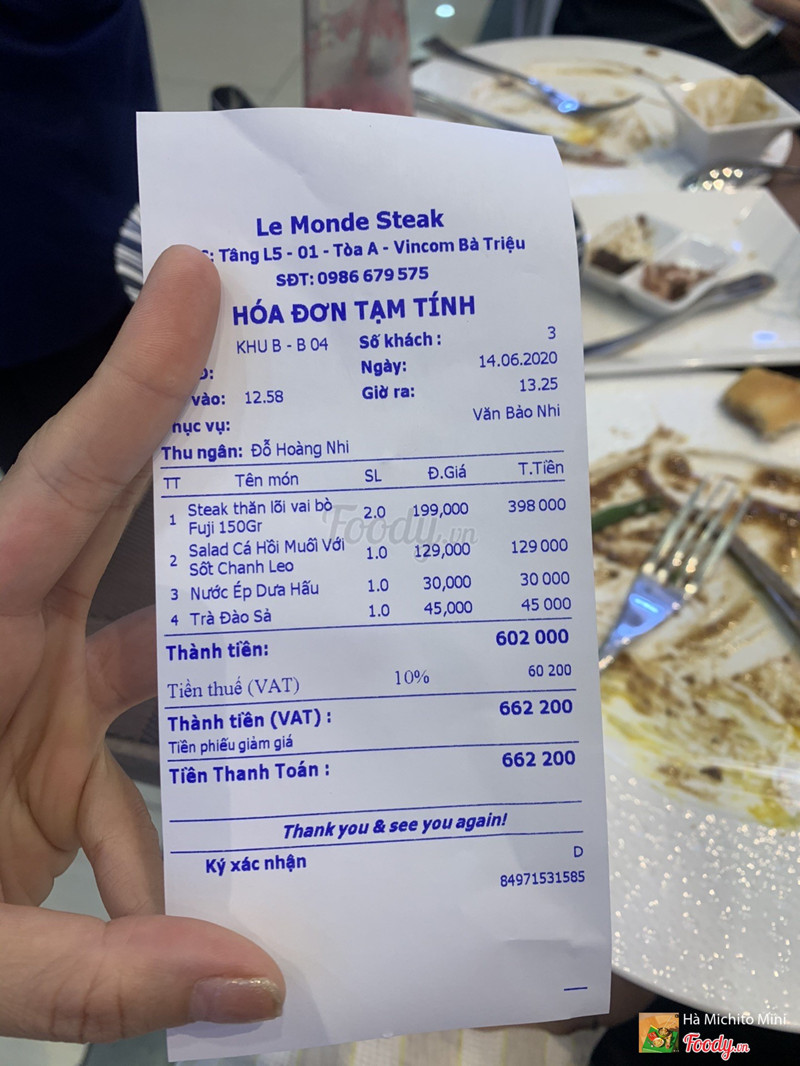 Le Monde Steak
: Tầng L5 - 01 - Tòa A - Vincom Bà Triệu
SĐT: 0986 679 575
HÓA ĐƠN TẠM TÍNH
KHU B - B 04 Số khách : 3
Ngày: 14.06.2020
vào: 12.58 Giờ ra: 13.25
vụ: Văn Bảo Nhi
Thu ngân: Đỗ Hoàng Nhi
TT Tên món SL Đ.Giá T.Tiền
1 Steak thăn lõi vai bò Fuji 150Gr 2.0 199,000 398 000
2 Salad Cá Hồi Muối Với Sốt Chanh Leo 1.0 129,000 129 000
3 Nước Ép Dưa Hấu 1.0 30,000 30 000
4 Trà Đào Sả 1.0 45,000 45 000
Thành tiền: 602 000
Tiền thuế (VAT) 10% 60 200
Thành tiền (VAT) : 662 200
Tiền phiếu giảm giá
Tiền Thanh Toán : 662 200
Thank you & see you again!
Ký xác nhận D
84971531585
Foody.vn
Hà Michito Mini
Foody.vn